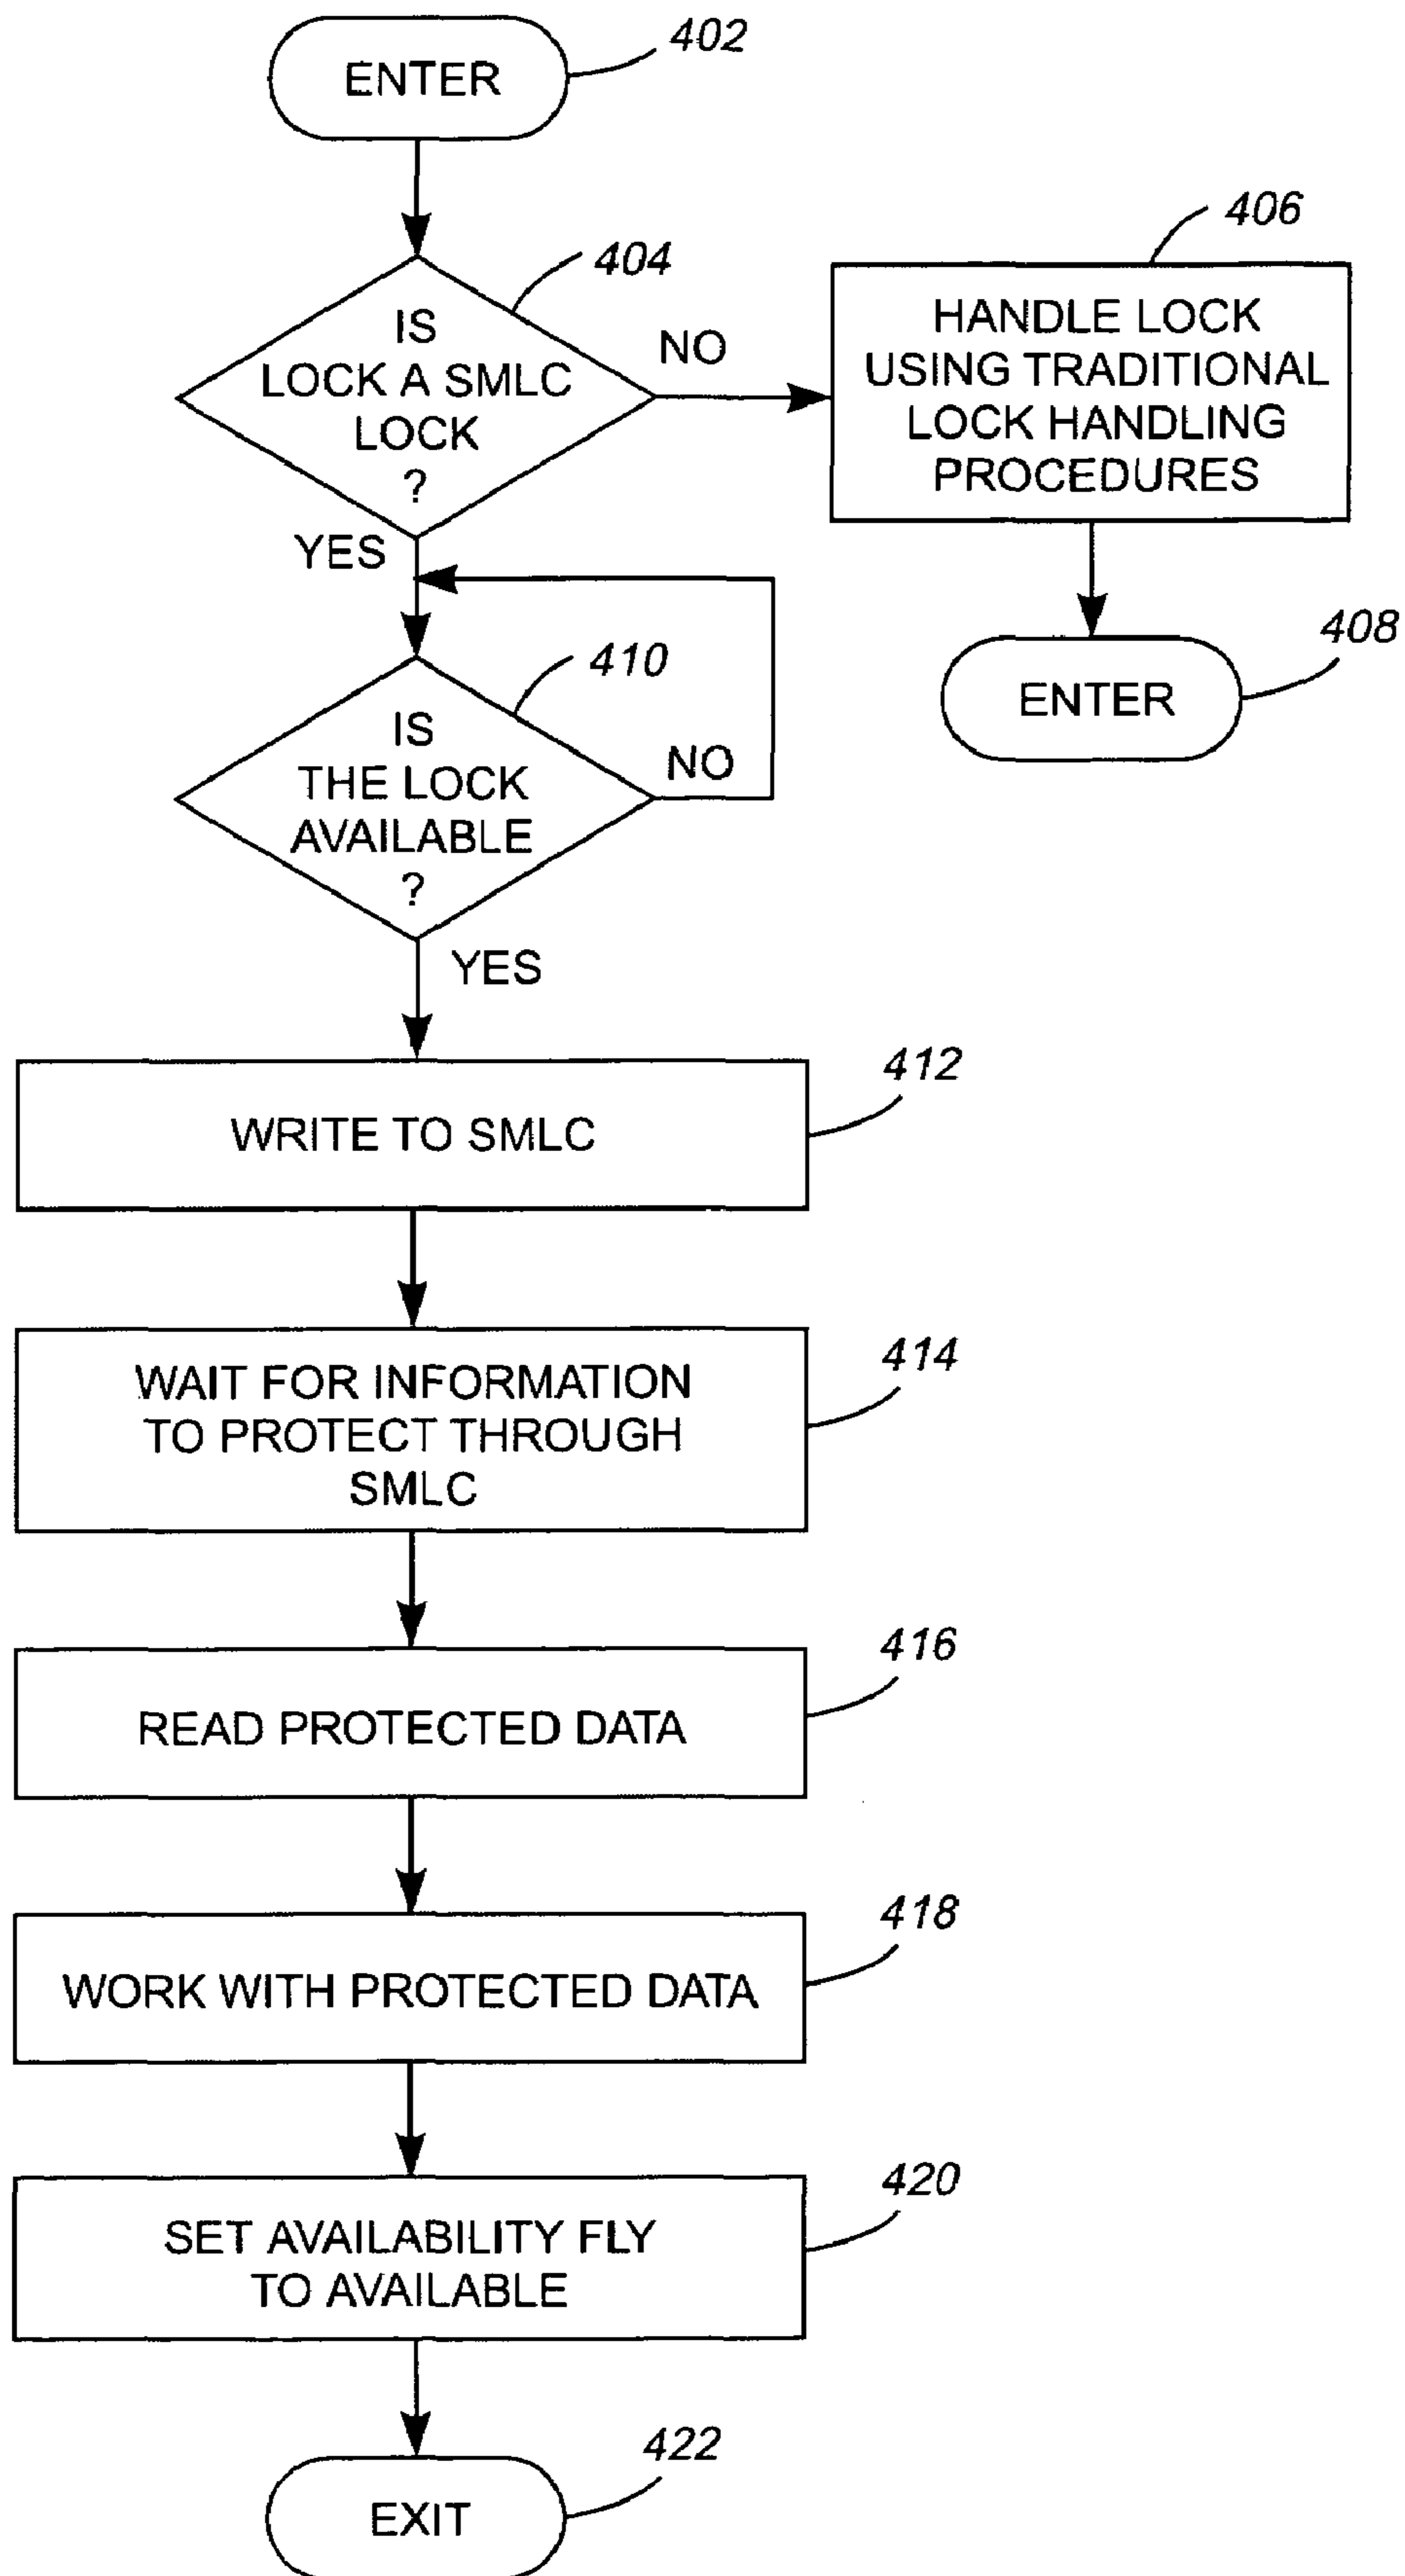 402
ENTER
406
404
IS
LOCK A SMLC
LOCK
?
NO
HANDLE LOCK
USING TRADITIONAL
LOCK HANDLING
PROCEDURES
YES
408
ENTER
410
IS
THE LOCK
AVAILABLE
?
NO
YES
412
WRITE TO SMLC
414
WAIT FOR INFORMATION
TO PROTECT THROUGH
SMLC
416
READ PROTECTED DATA
418
WORK WITH PROTECTED DATA
420
SET AVAILABILITY FLY
TO AVAILABLE
422
EXIT